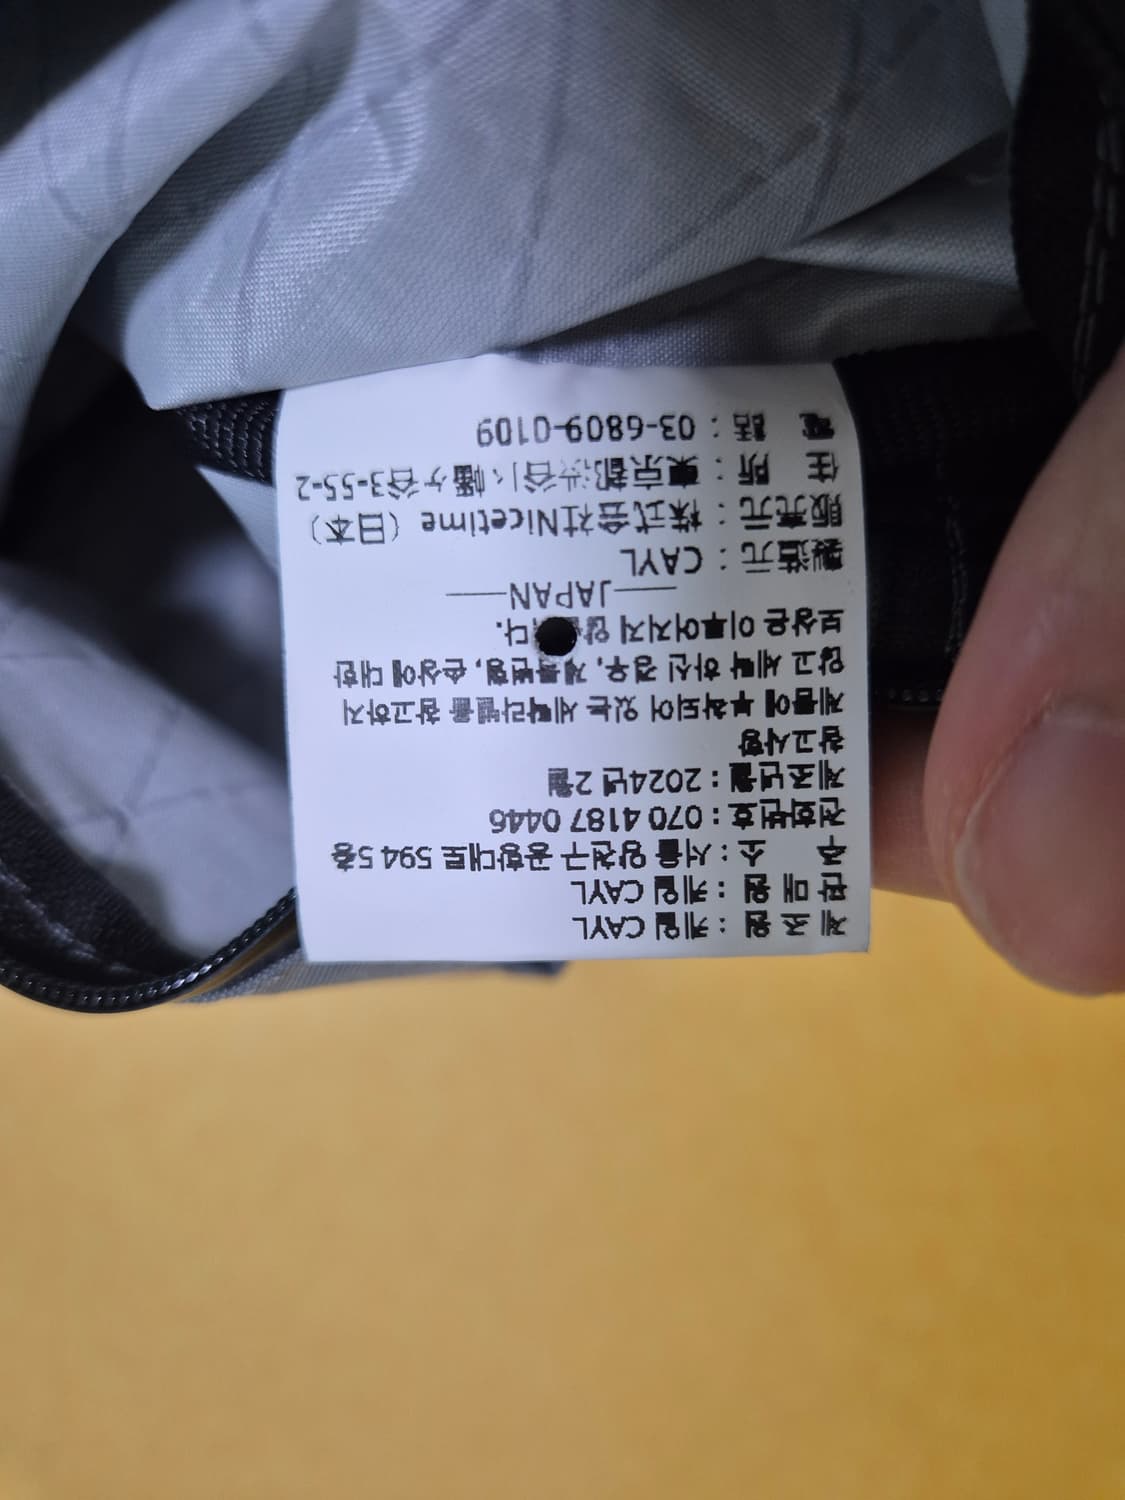 제 조 원 : 케일 CAYL
판 매 원 : 케일 CAYL
주 소 : 서울 양천구 공항대로 594 5층
전화번호 : 070 4187 0446
제조년월 : 2024년 2월
참고사항
제품에 부착되어 있는 세탁라벨을 참고하지
않고 세탁 하신 경우, 제품변형, 손상에 대한
보상은 이루어지지 않 다.
JAPAN
製造元 : CAYL
販売元 : 株式会社Nicetime (日本)
住 所 : 東京都渋谷 幡ヶ谷3-55-2
電 話 : 03-6809-0109